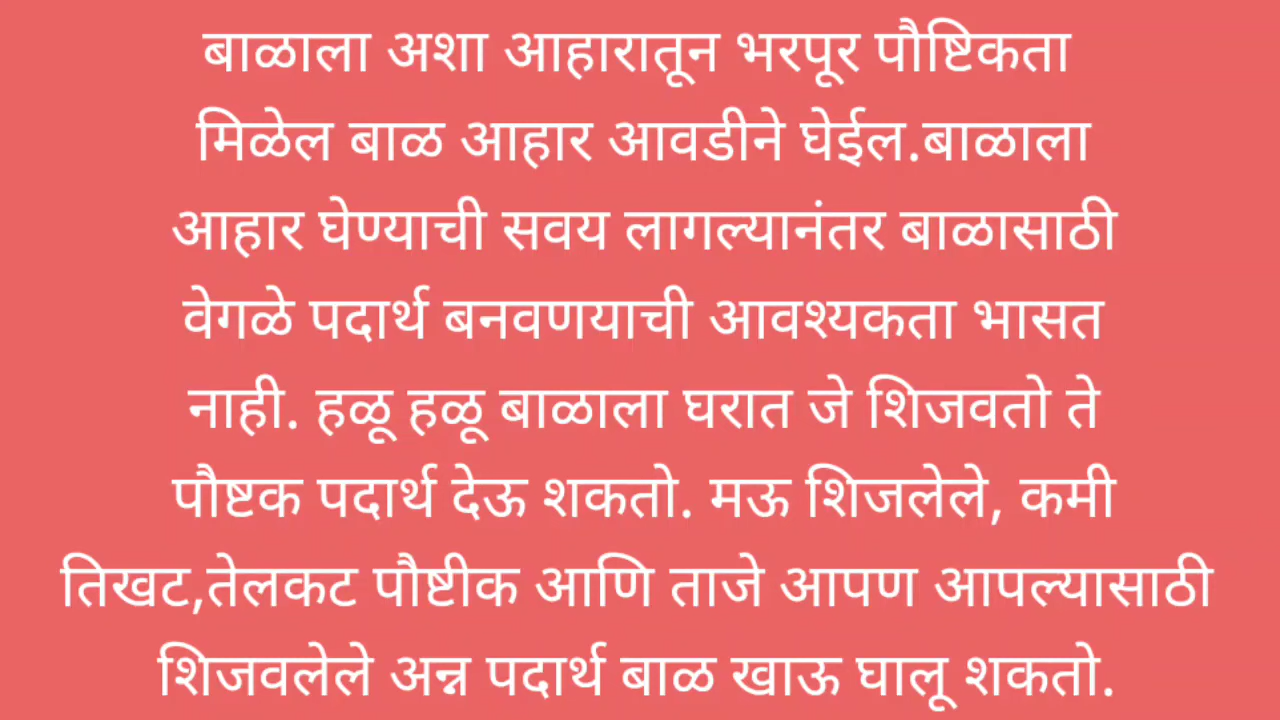 बाळाला अशा आहारातून भरपूर पौष्टिकता
मिळेल बाळ आहार आवडीने घेईल.बाळाला
आहार घेण्याची सवय लागल्यानंतर बाळासाठी
वेगळे पदार्थ बनवणयाची आवश्यकता भासत
नाही. हळू हळू बाळाला घरात जे शिजवतो ते
पौष्टक पदार्थ देऊ शकतो. मऊ शिजलेले, कमी
तिखट,तेलकट पौष्टीक आणि ताजे आपण आपल्यासाठी
शिजवलेले अन्न पदार्थ बाळ खाऊ घालू शकतो.